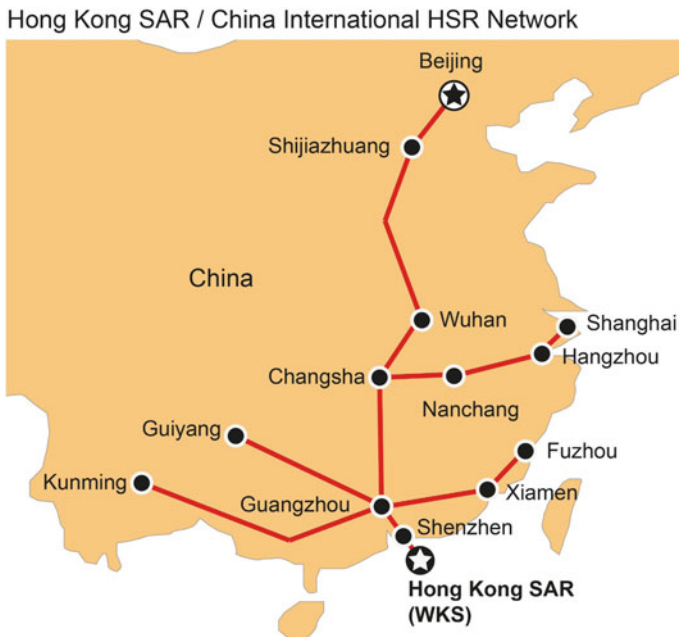 Hong Kong SAR / China International HSR Network
Beijing
Shijiazhuang
China
Wuhan
Shanghai
Hangzhou
Changsha
Nanchang
Guiyang
Fuzhou
Kunming
Guangzhou
Xiamen
Shenzhen
Hong Kong SAR
(WKS)